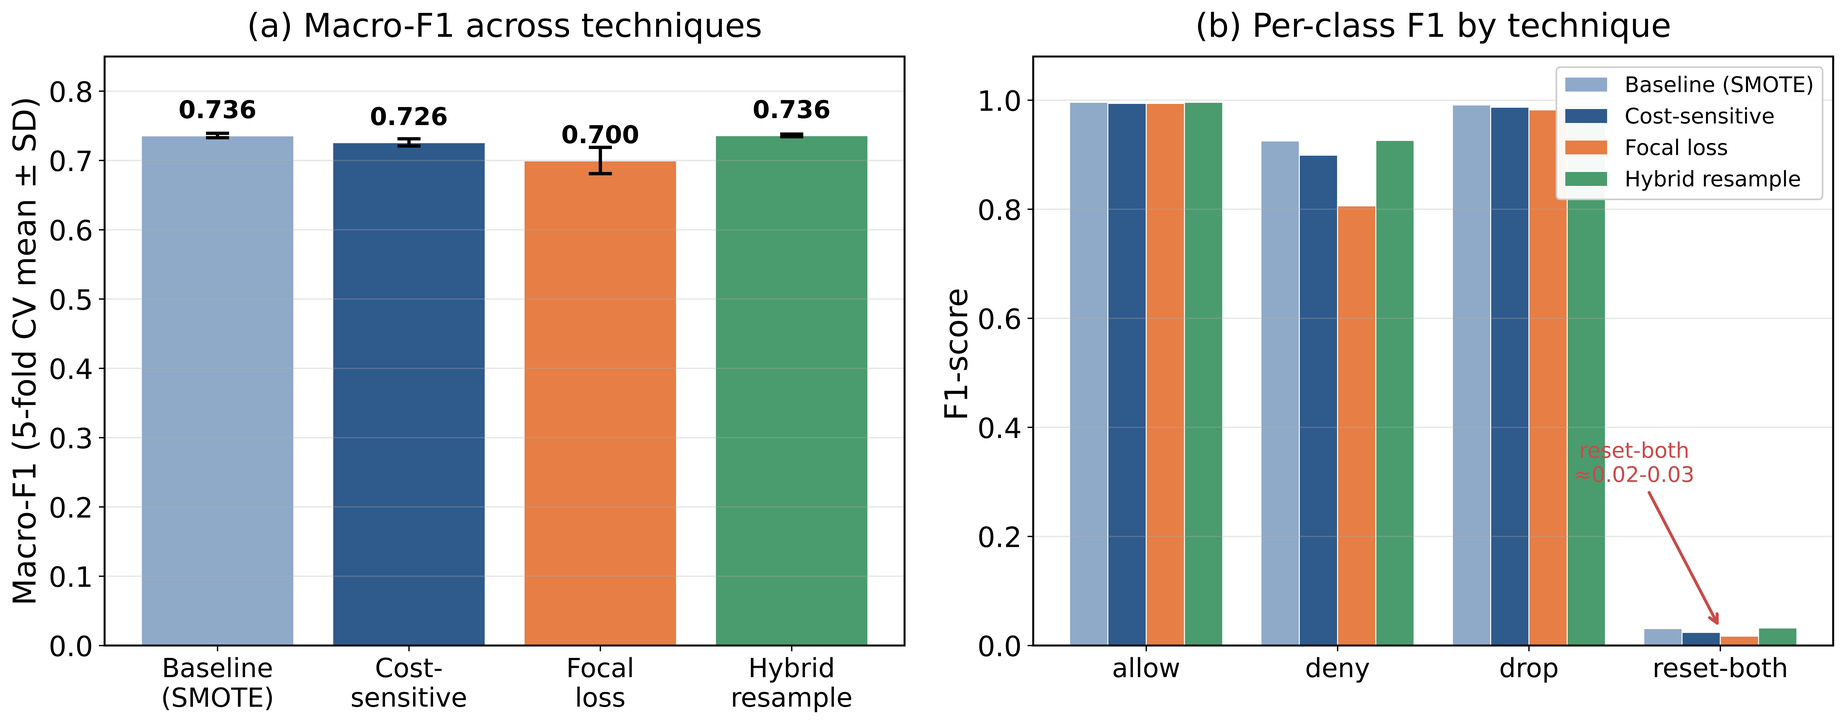 (a) Macro-F1 across techniques
Macro-F1 (5-fold CV mean ± SD)
0.8
0.7
0.6
0.5
0.4
0.3
0.2
0.1
0.0
0.736
0.726
0.700
0.736
Baseline
(SMOTE)
Cost-
sensitive
Focal
loss
Hybrid
resample
(b) Per-class F1 by technique
F1-score
1.0
0.8
0.6
0.4
0.2
0.0
Baseline (SMOTE)
Cost-sensitive
Focal loss
Hybrid resample
reset-both
≈0.02-0.03
allow
deny
drop
reset-both